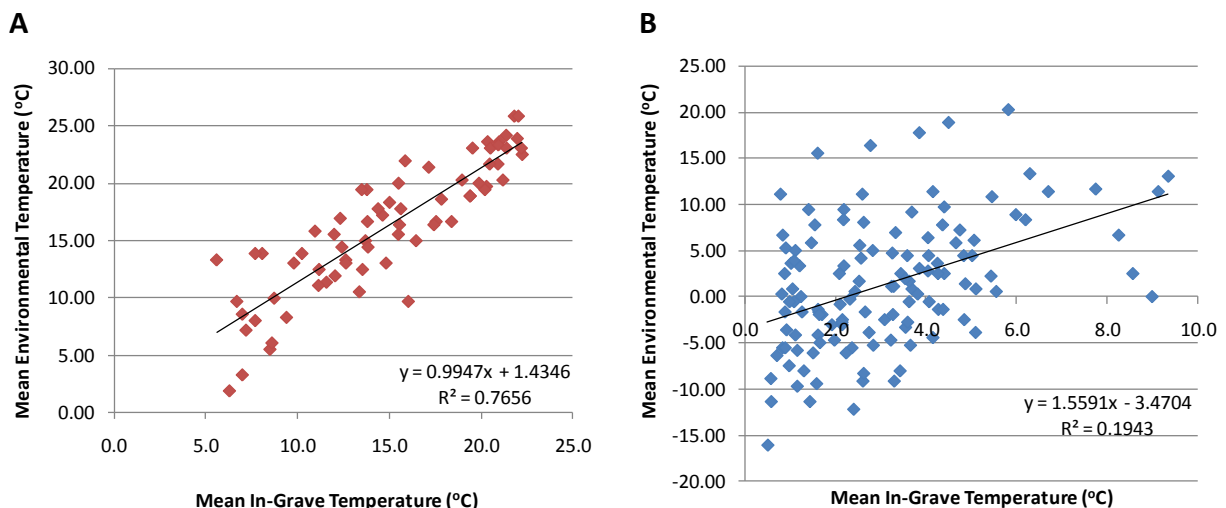 A
Mean Environmental Temperature (°C)
30.00
25.00
20.00
15.00
10.00
5.00
0.00
y = 0.9947x + 1.4346
R² = 0.7656
0.0 5.0 10.0 15.0 20.0 25.0
Mean In-Grave Temperature (°C)
B
Mean Environmental Temperature (°C)
25.00
20.00
15.00
10.00
5.00
0.00
-5.00
-10.00
-15.00
-20.00
0.0 2.0 4.0 6.0 8.0 10.0
y = 1.5591x - 3.4704
R² = 0.1943
Mean In-Grave Temperature (°C)